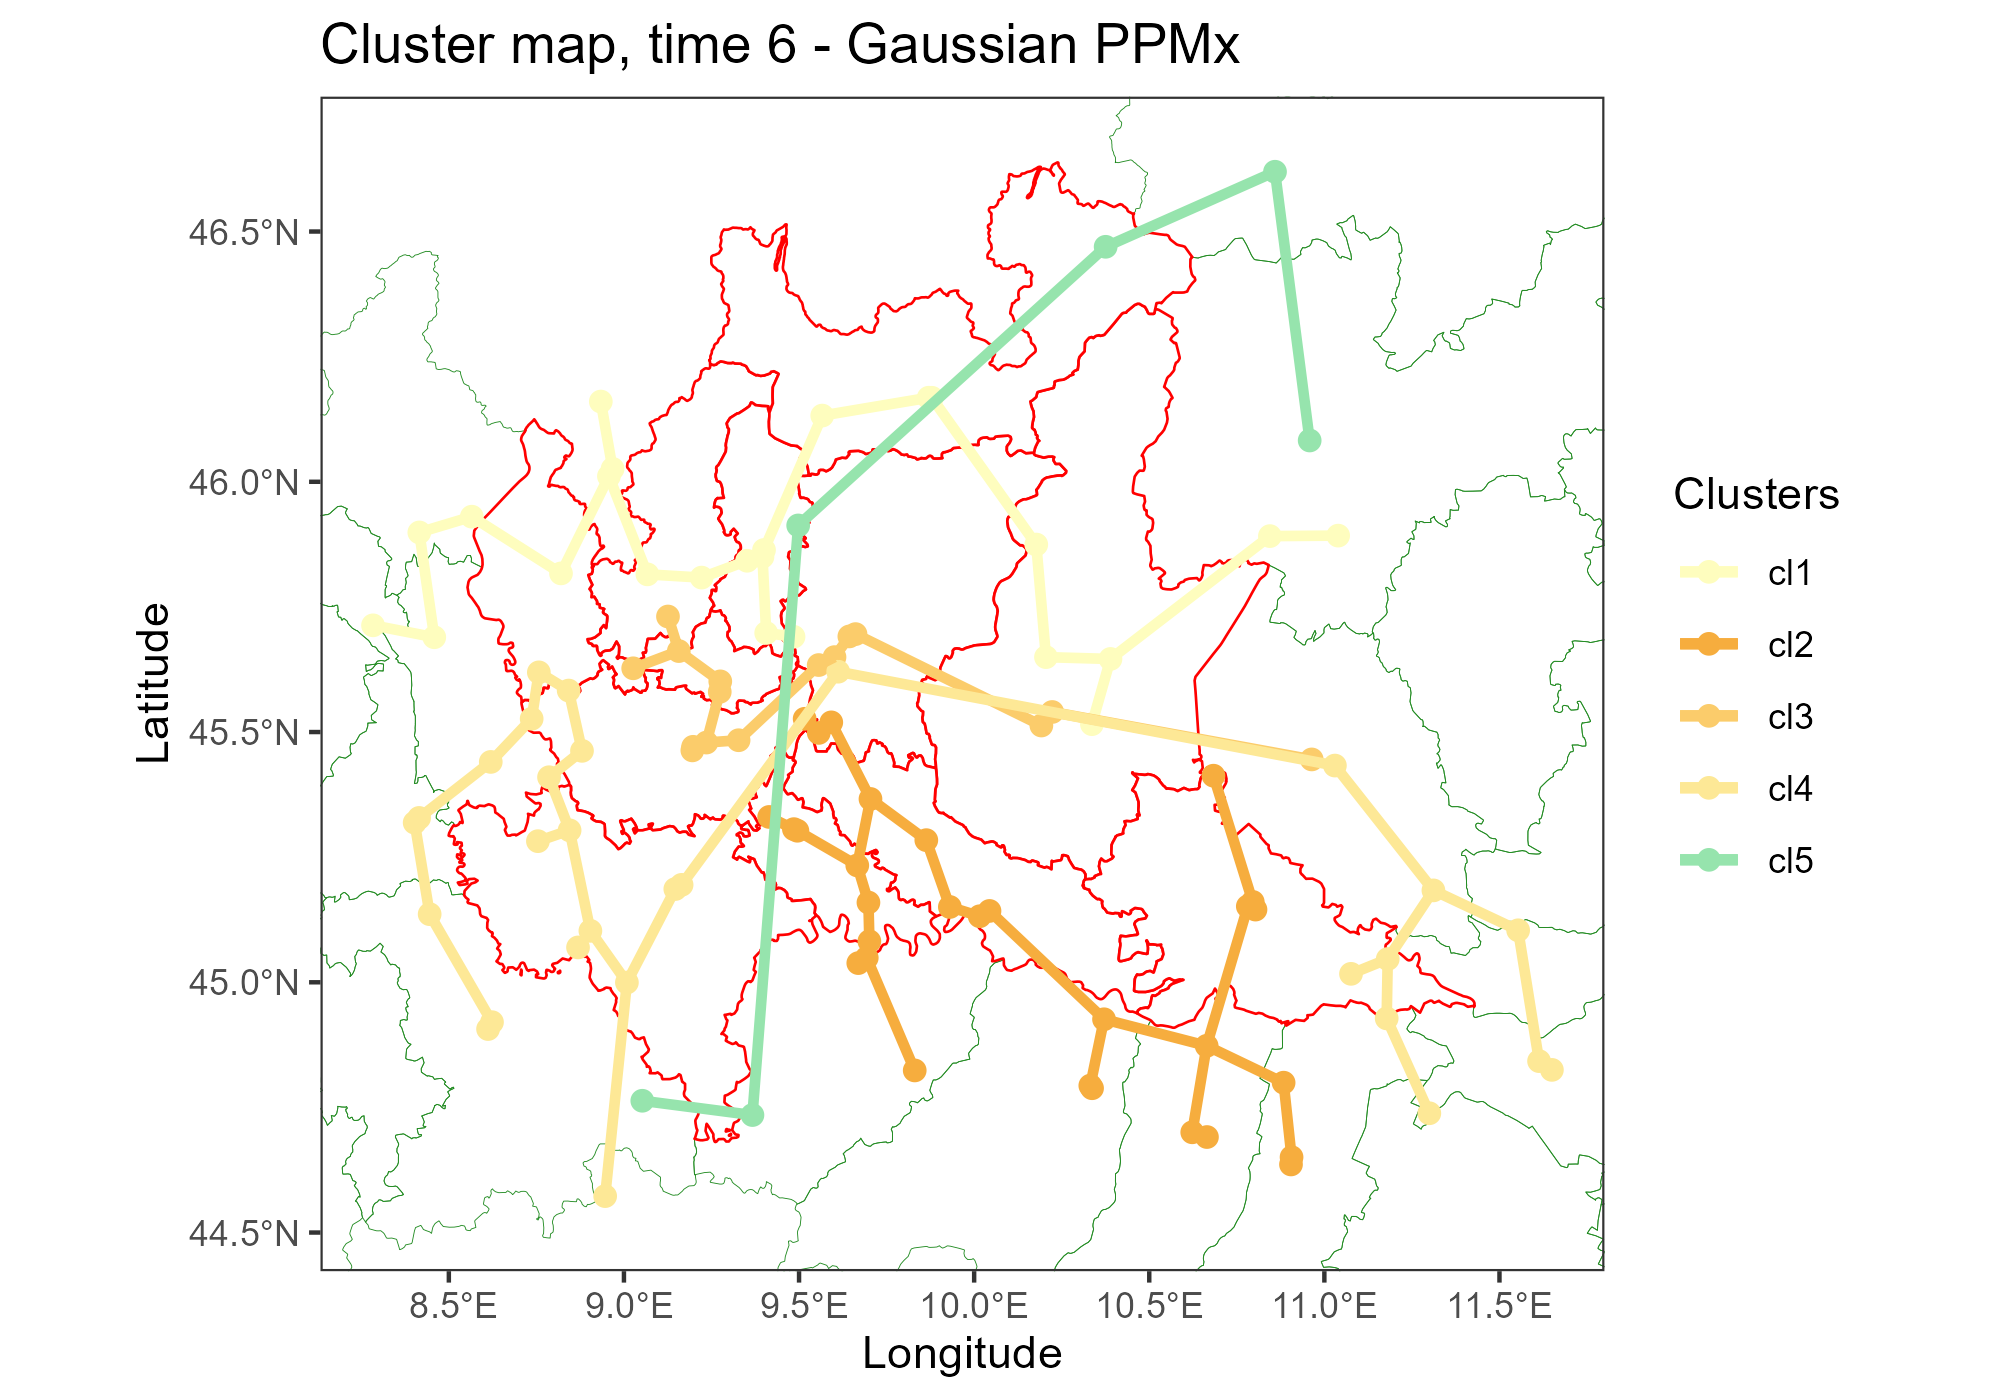 Cluster map, time 6 - Gaussian PPMx
46.5°N
46.0°N
45.5°N
45.0°N
44.5°N
Latitude
8.5°E 9.0°E 9.5°E 10.0°E 10.5°E 11.0°E 11.5°E
Longitude
Clusters
cl1
cl2
cl3
cl4
cl5